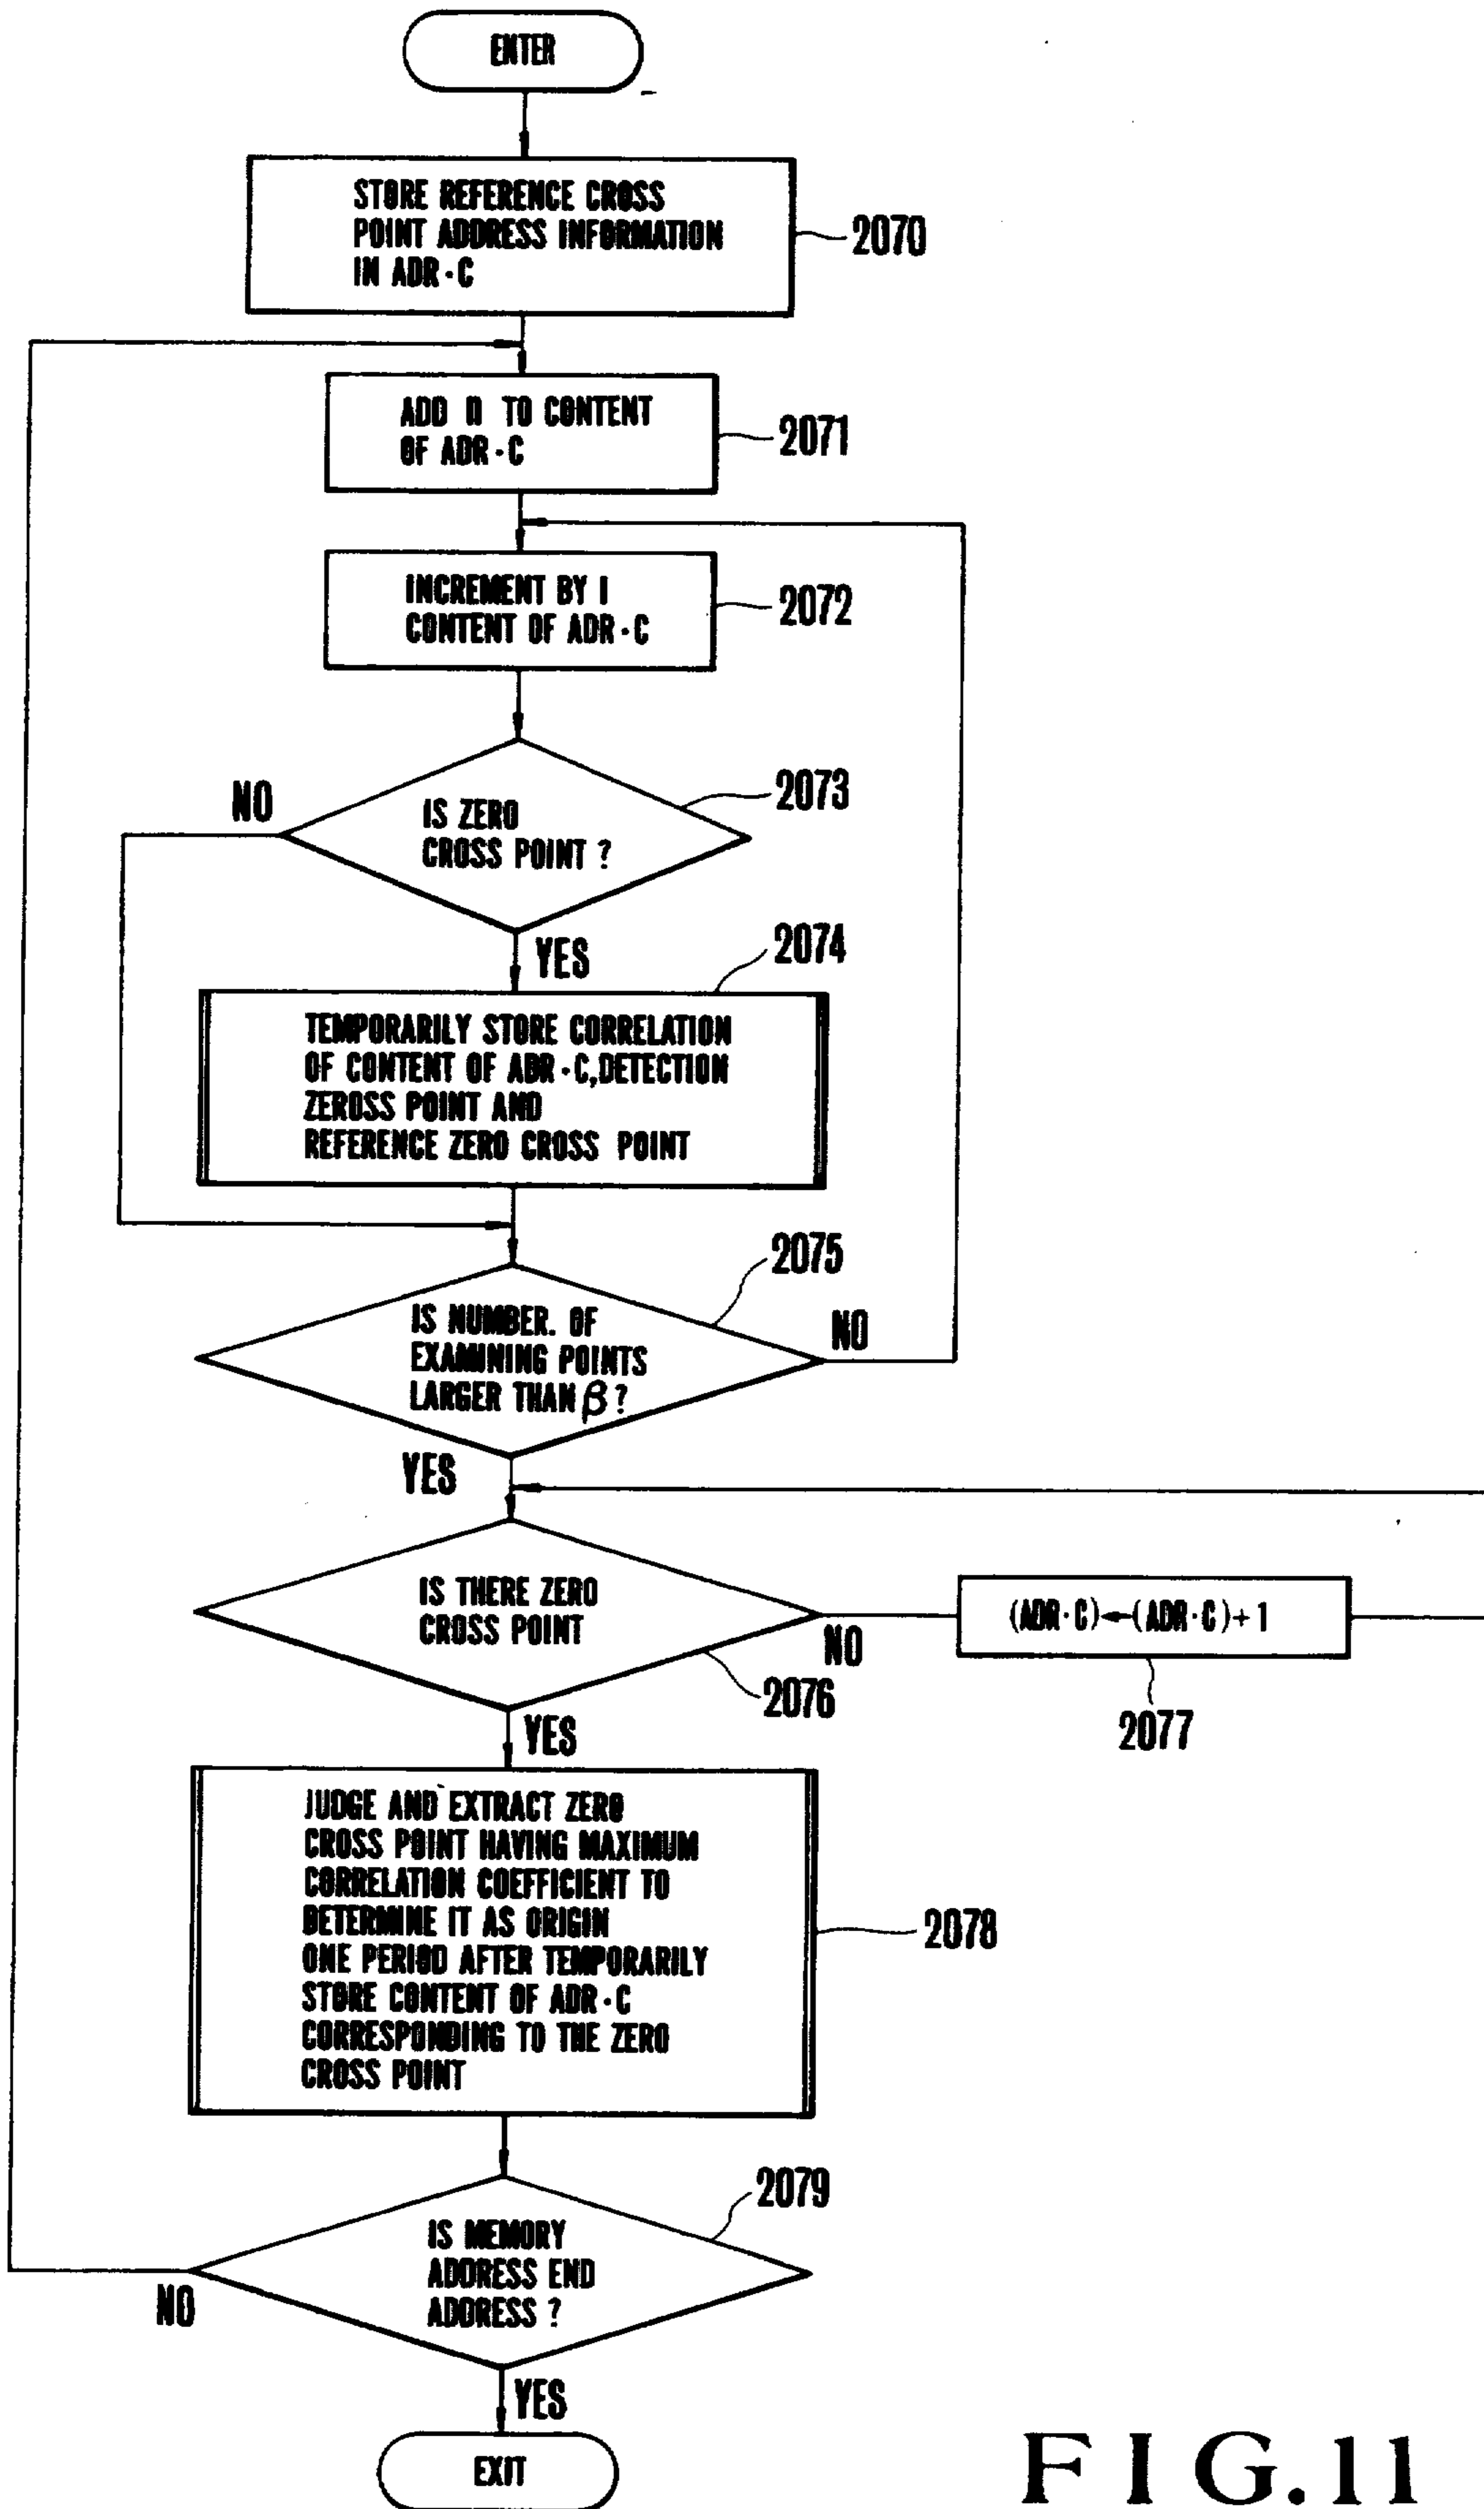 ENTER
STORE REFERENCE CROSS
POINT ADDRESS INFORMATION
IN ADR·C
2070
ADD TO CONTENT
OF ADR·C
2071
INCREMENT BY 1
CONTENT OF ADR·C
2072
IS ZERO
CROSS POINT ?
2073
NO
YES
2074
TEMPORARILY STORE CORRELATION
OF CONTENT OF ADR·C,DETECTION
ZEROSS POINT AND
REFERENCE ZERO CROSS POINT
2075
IS NUMBER. OF
EXAMINING POINTS
LARGER THAN β ?
NO
YES
IS THERE ZERO
CROSS POINT
NO
2076
(ADR·C)←(ADR·C)+1
2077
YES
JUDGE AND EXTRACT ZERO
CROSS POINT HAVING MAXIMUM
CORRELATION COEFFICIENT TO
DETERMINE IT AS ORIGIN
ONE PERIOD AFTER TEMPORARILY
STORE CONTENT OF ADR·C
CORRESPONDING TO THE ZERO
CROSS POINT
2078
2079
IS MEMORY
ADDRESS END
ADDRESS ?
NO
YES
EXIT
FIG.11